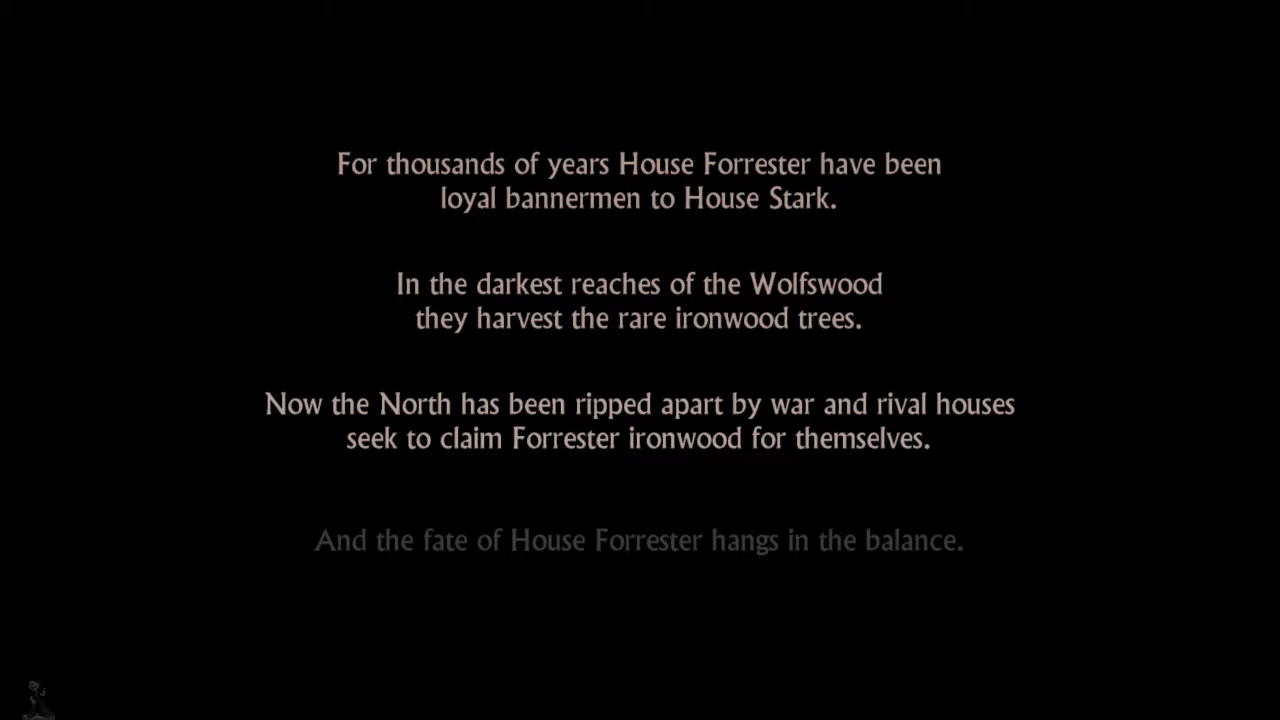 For thousands of years House Forrester have been
loyal bannermen to House Stark.
In the darkest reaches of the Wolfswood
they harvest the rare ironwood trees.
Now the North has been ripped apart by war and rival houses
seek to claim Forrester ironwood for themselves.
And the fate of House Forrester hangs in the balance.